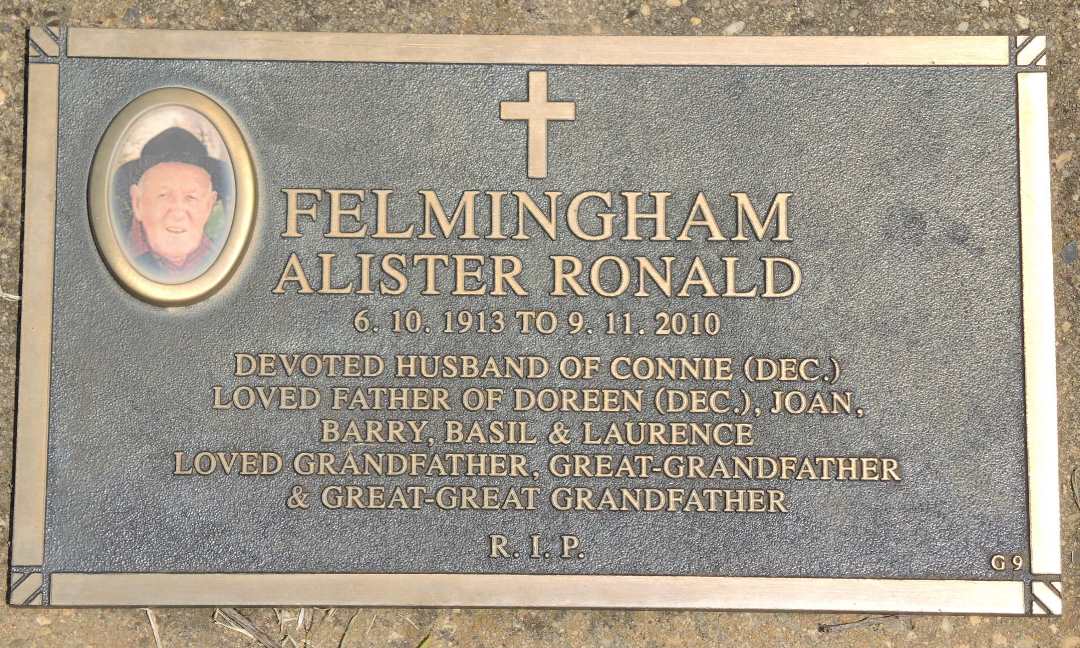 FELMINGHAM
ALISTER RONALD
6. 10. 1913 TO 9. 11. 2010
DEVOTED HUSBAND OF CONNIE (DEC.)
LOVED FATHER OF DOREEN (DEC.), JOAN,
BARRY, BASIL & LAURENCE
LOVED GRANDFATHER, GREAT-GRANDFATHER
& GREAT-GREAT GRANDFATHER
R. I. P.
G 9